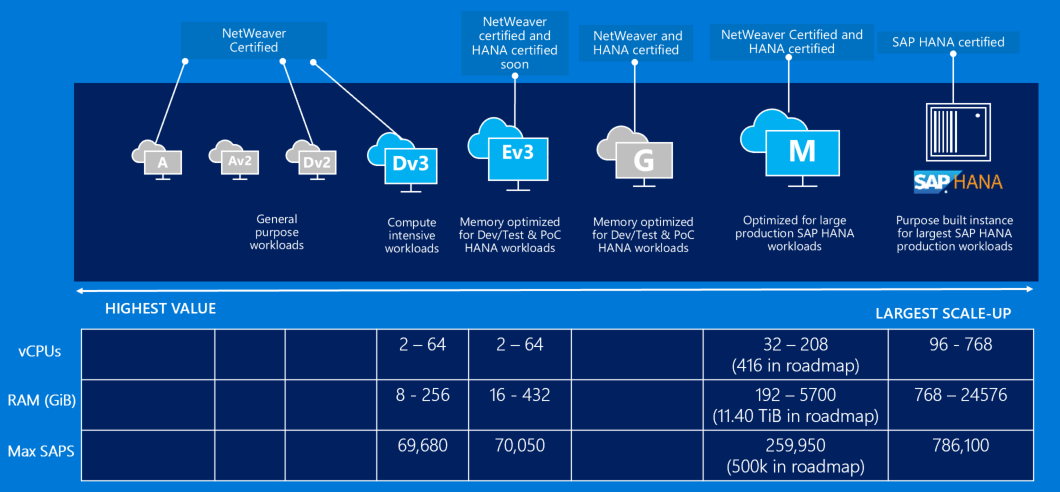 NetWeaver
Certified
NetWeaver
certified and
HANA certified
soon
NetWeaver and
HANA certified
NetWeaver Certified and
HANA certified
SAP HANA certified
A
Av2
Dv2
Dv3
Ev3
G
M
SAP HANA
General
purpose
workloads
Compute
intensive
workloads
Memory optimized
for Dev/Test & PoC
HANA workloads
Memory optimized
for Dev/Test & PoC
HANA workloads
Optimized for large
production SAP HANA
workloads
Purpose built instance
for largest SAP HANA
production workloads
HIGHEST VALUE
LARGEST SCALE-UP
vCPUs
2 – 64
2 – 64
32 – 208
(416 in roadmap)
96 - 768
RAM (GiB)
8 - 256
16 - 432
192 – 5700
(11.40 TiB in roadmap)
768 – 24576
Max SAPS
69,680
70,050
259,950
(500k in roadmap)
786,100